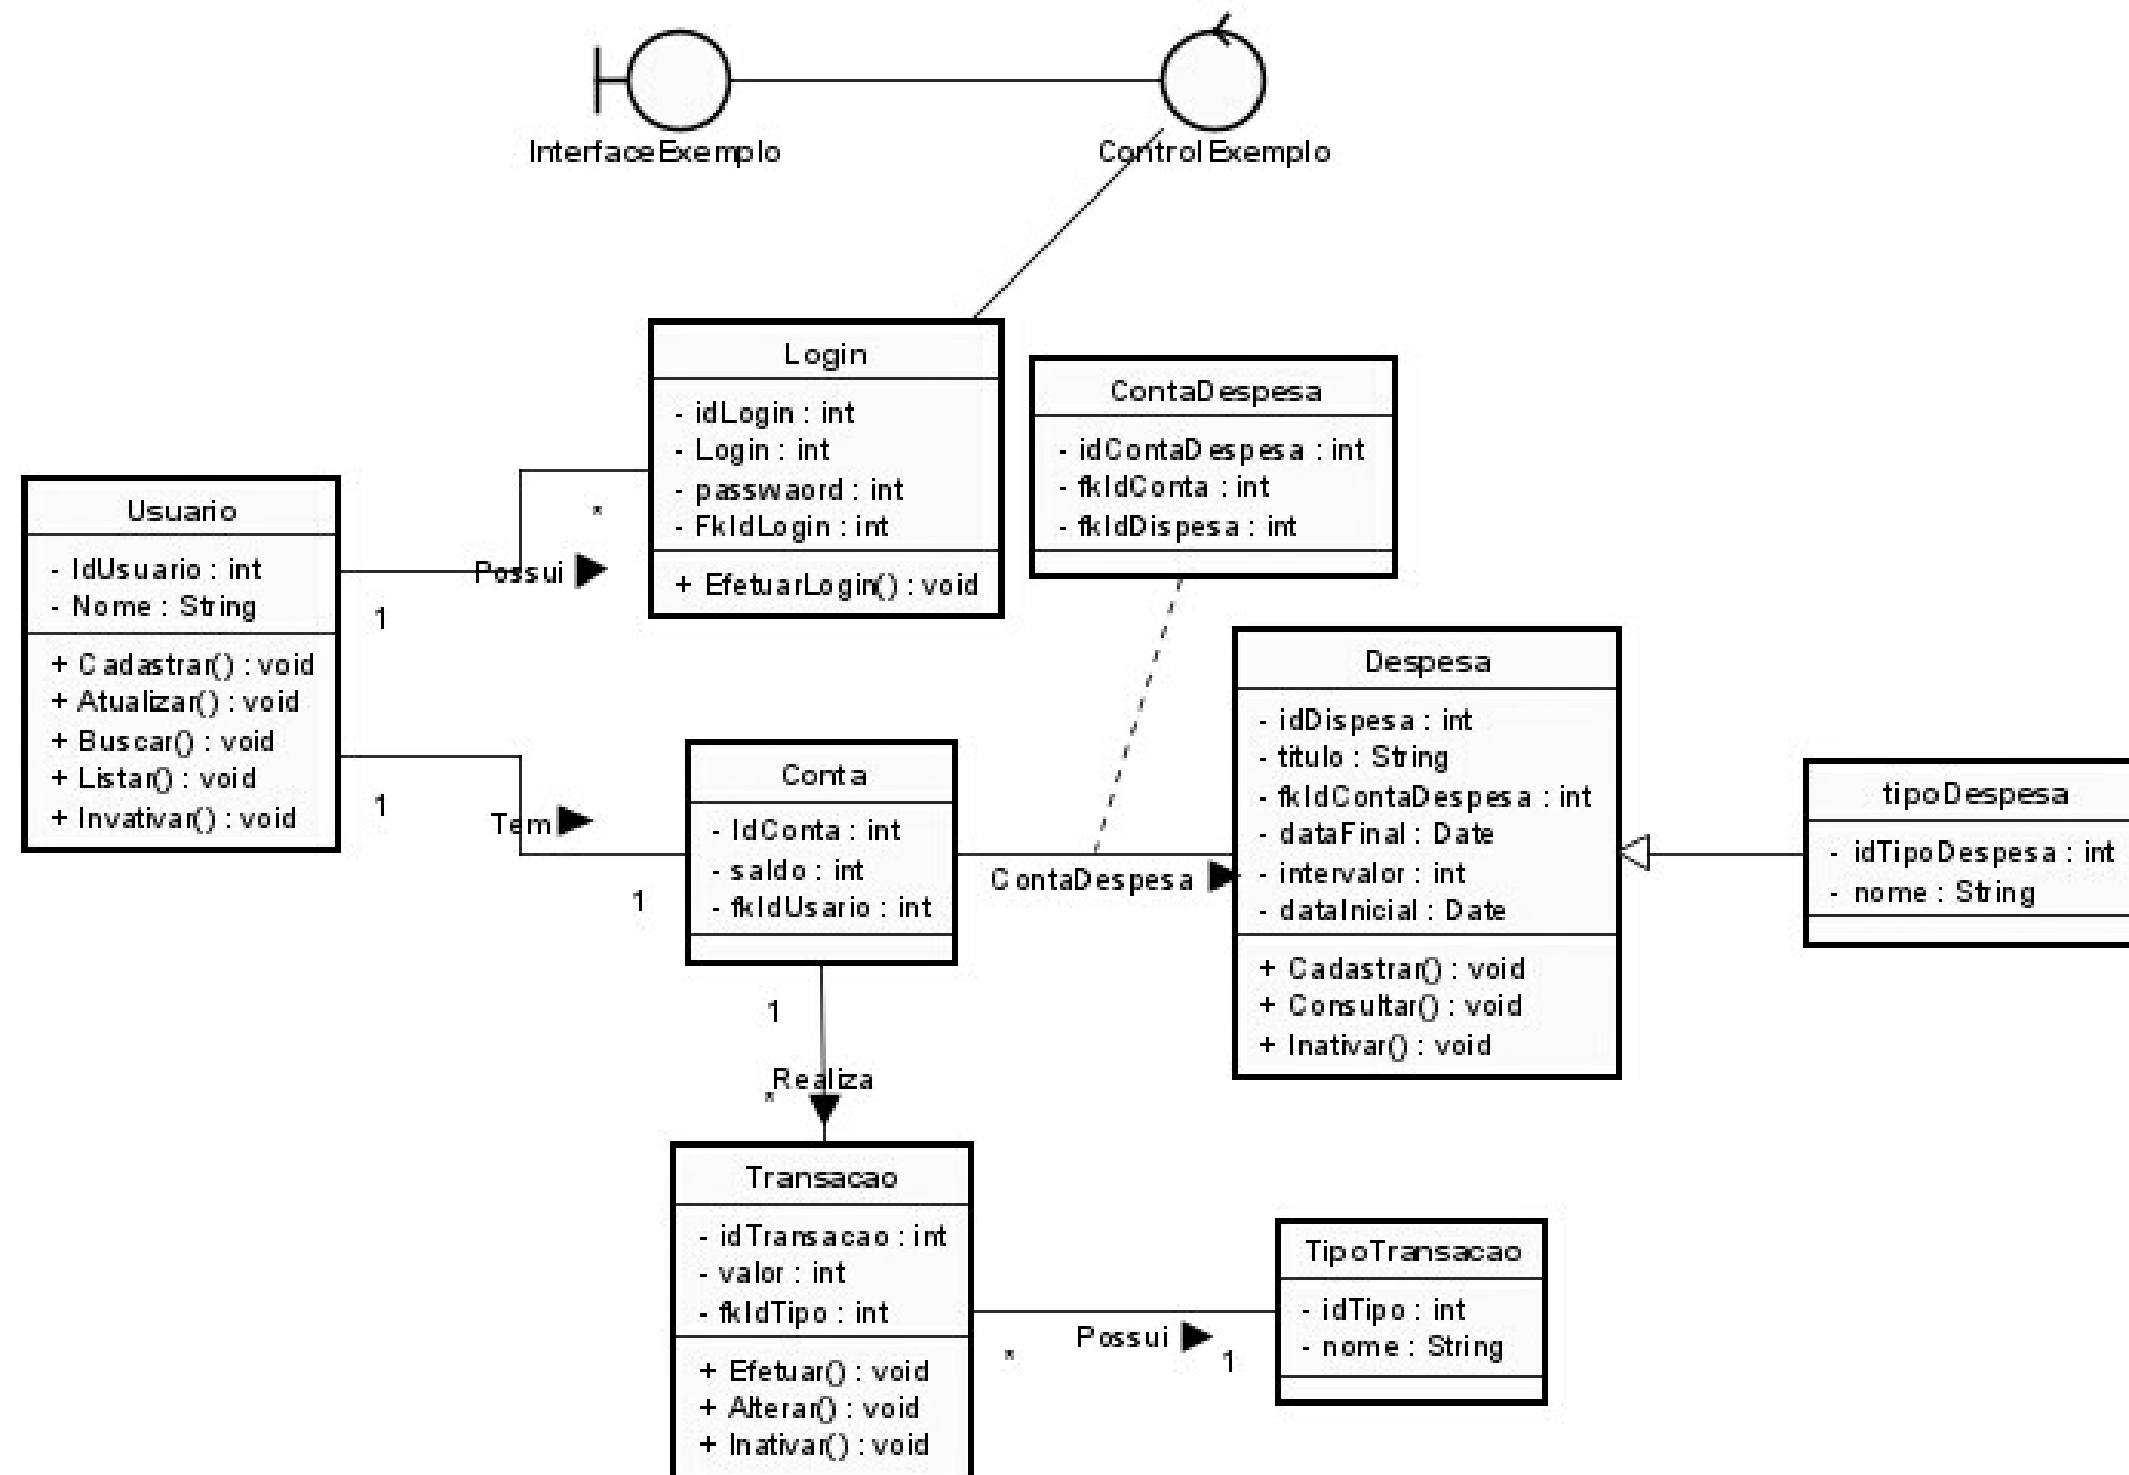 InterfaceExemplo
ControlExemplo
Login
- idLogin : int
- Login : int
- passwaord : int
- FkIdLogin : int
+ EfetuarLogin() : void
ContaDespesa
- idContaDespesa : int
- fkIdConta : int
- fkIdDispesa : int
Usuario
- IdUsuario : int
- Nome : String
+ Cadastrar() : void
+ Atualizar() : void
+ Buscar() : void
+ Listar() : void
+ Invativar() : void
*
Possui
1
1
Tem
1
Conta
- IdConta : int
- saldo : int
- fkIdUsario : int
ContaDespesa
Despesa
- idDispesa : int
- titulo : String
- fkIdContaDespesa : int
- dataFinal : Date
- intervalor : int
- dataInicial : Date
+ Cadastrar() : void
+ Consultar() : void
+ Inativar() : void
tipoDespesa
- idTipoDespesa : int
- nome : String
1
Realiza
*
Transacao
- idTransacao : int
- valor : int
- fkIdTipo : int
+ Efetuar() : void
+ Alterar() : void
+ Inativar() : void
Possui
*
1
TipoTransacao
- idTipo : int
- nome : String